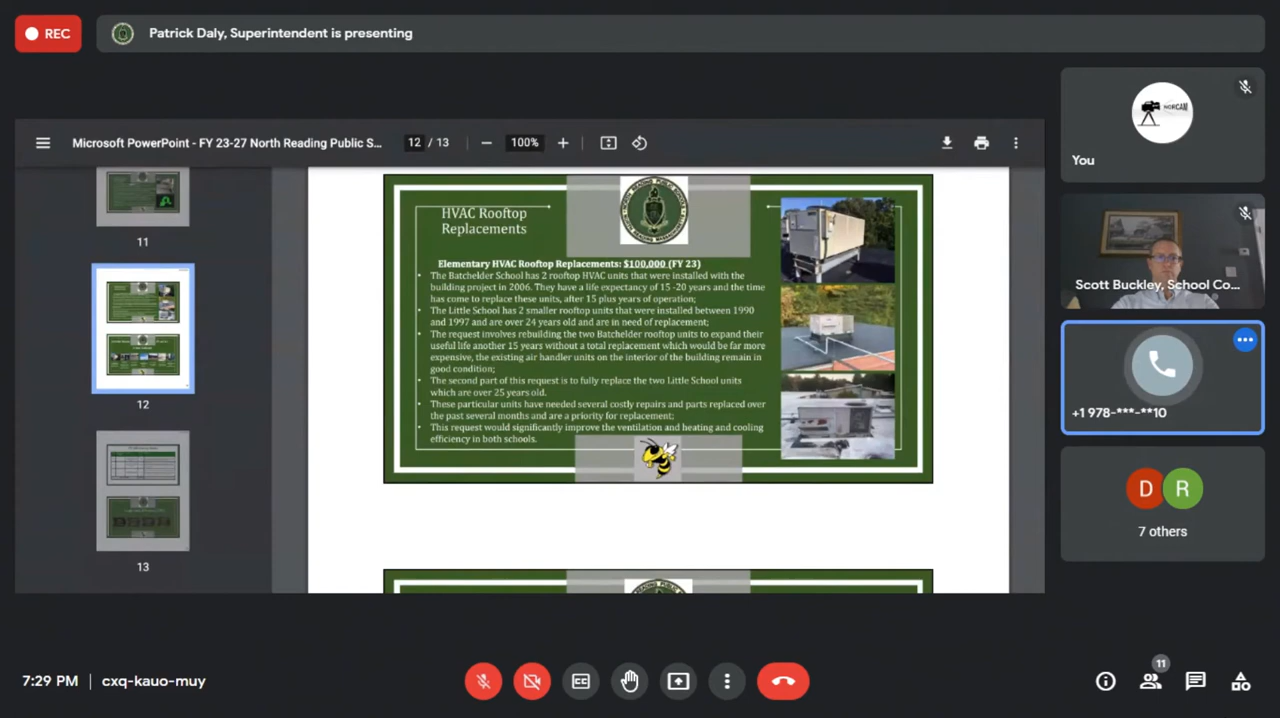 REC
Patrick Daly, Superintendent is presenting
Microsoft PowerPoint - FY 23-27 North Reading Public S...
12 / 13
100%
11
12
13
HVAC Rooftop
Replacements
Elementary HVAC Rooftop Replacements: $100,000 (FY 23)
• The Batchelder School has 2 rooftop HVAC units that were installed with the
building project in 2006. They have a life expectancy of 15 -20 years and the time
has come to replace these units, after 15 plus years of operation;
• The Little School has 2 smaller rooftop units that were installed between 1990
and 1997 and are over 24 years old and are in need of replacement;
• The request involves rebuilding the two Batchelder rooftop units to expand their
useful life another 15 years without a total replacement which would be far more
expensive, the existing air handler units on the interior of the building remain in
good condition;
• The second part of this request is to fully replace the two Little School units
which are over 25 years old.
• These particular units have needed several costly repairs and parts replaced over
the past several months and are a priority for replacement;
• This request would significantly improve the ventilation and heating and cooling
efficiency in both schools.
NORCAM
You
Scott Buckley, School Co...
+1 978-***-**10
D R
7 others
7:29 PM | cxq-kauo-muy
CC
11